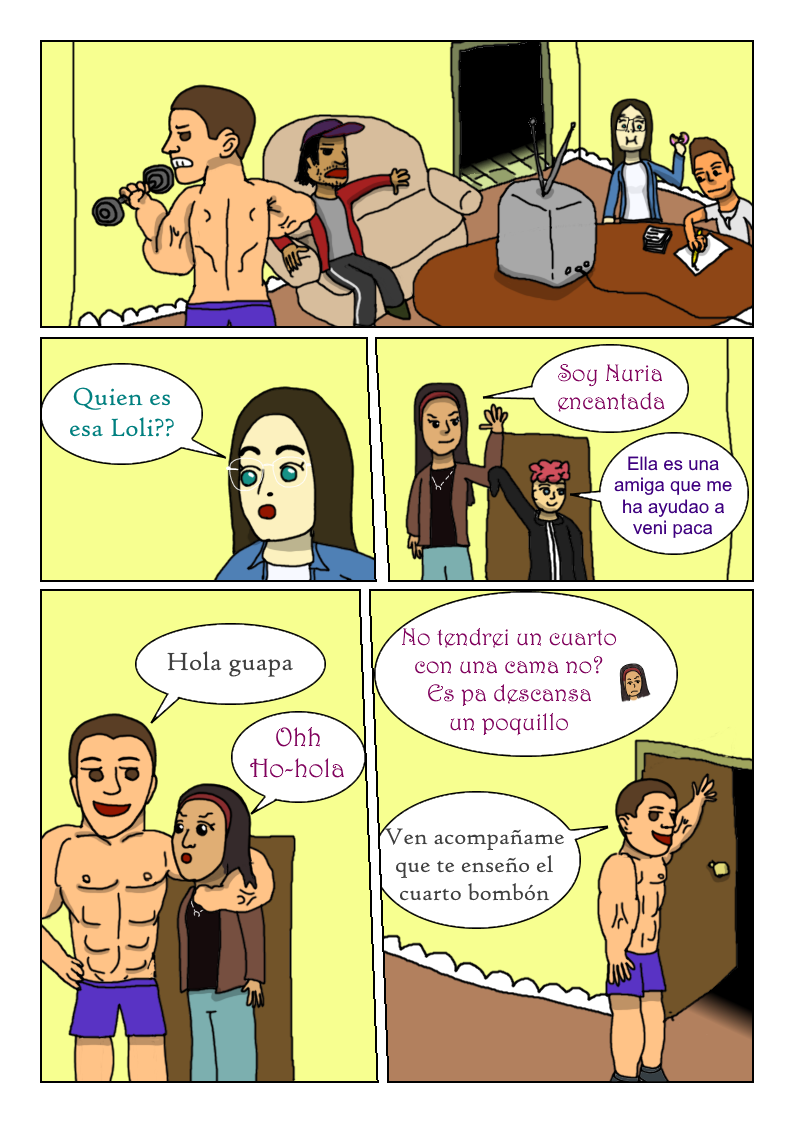 Quien es
esa Loli??
Soy Nuria
encantada
Ella es una
amiga que me
ha ayudao a
veni paca
Hola guapa
Ohh
Ho-hola
No tendrei un cuarto
con una cama no?
Es pa descansa
un poquillo
Ven acompañame
que te enseño el
cuarto bombón